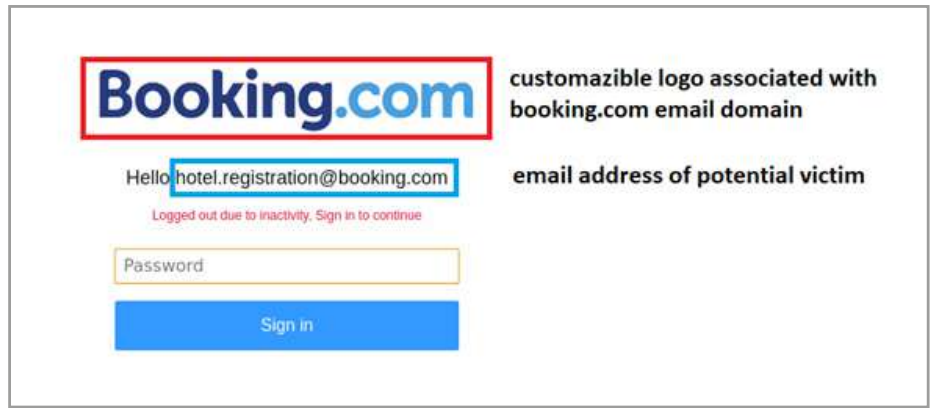 Booking.com
customazible logo associated with
booking.com email domain
Hello hotel.registration@booking.com
email address of potential victim
Logged out due to inactivity, Sign in to continue
Password
Sign in